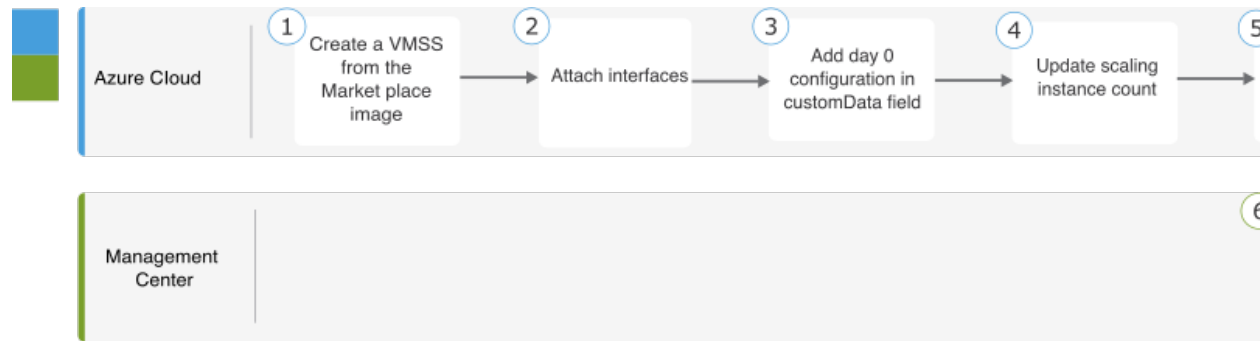 1
2
3
4
5
Create a VMSS
from the
Market place
image
Attach interfaces
Add day 0
configuration in
customData field
Update scaling
instance count
Azure Cloud
6
Management
Center